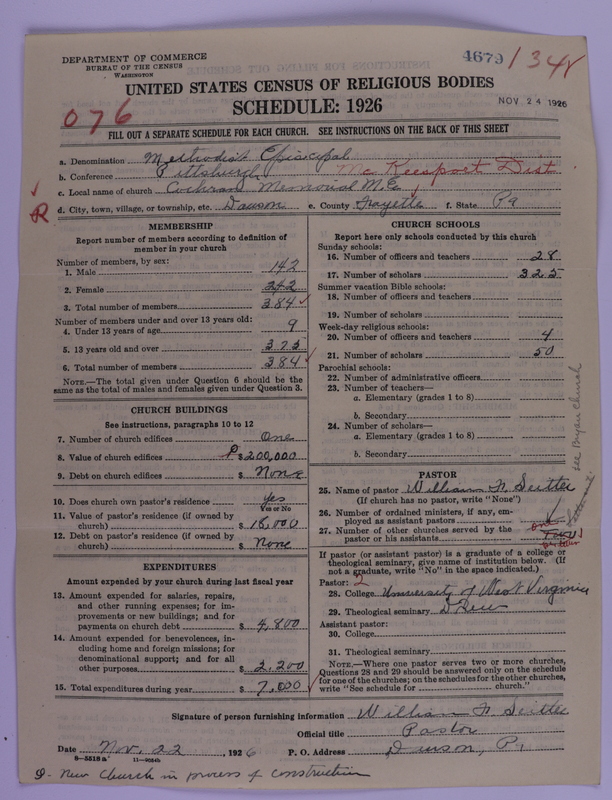 DEPARTMENT OF COMMERCE
BUREAU OF THE CENSUS
WASHINGTON
4679
134
UNITED STATES CENSUS OF RELIGIOUS BODIES
SCHEDULE: 1926
NOV 24 1926
076
FILL OUT A SEPARATE SCHEDULE FOR EACH CHURCH. SEE INSTRUCTIONS ON THE BACK OF THIS SHEET
a. Denomination Methodist Episcopal
b. Conference Pittsburgh McKeesport Dist
c. Local name of church Cochran Memorial M.E.
R
d. City, town, village, or township, etc. Dawson e. County Fayette f. State Pa
MEMBERSHIP
Report number of members according to definition of
member in your church
Number of members, by sex:
1. Male 142
2. Female 242
3. Total number of members 384
Number of members under and over 13 years old:
4. Under 13 years of age 9
5. 13 years old and over 375
6. Total number of members 384
NOTE.—The total given under Question 6 should be
same as the total of males and females given under Question 3.
CHURCH BUILDINGS
See instructions, paragraphs 10 to 12
7. Number of church edifices One
8. Value of church edifices $ 200,000
9. Debt on church edifices $ None
10. Does church own pastor's residence yes
Yes or No
11. Value of pastor's residence (if owned by
church) $ 15,000
12. Debt on pastor's residence (if owned by
church) $ None
EXPENDITURES
Amount expended by your church during last fiscal year
13. Amount expended for salaries, repairs,
and other running expenses; for im-
provements or new buildings; and for
payments on church debt $ 4,800
14. Amount expended for benevolences, in-
cluding home and foreign missions; for
denominational support; and for all
other purposes $ 2,200
15. Total expenditures during year $ 7,000
CHURCH SCHOOLS
Report here only schools conducted by this church
Sunday schools:
16. Number of officers and teachers 28
17. Number of scholars 325
Summer vacation Bible schools:
18. Number of officers and teachers
19. Number of scholars
Week-day religious schools:
20. Number of officers and teachers 4
21. Number of scholars 50
Parochial schools:
22. Number of administrative officers
23. Number of teachers—
a. Elementary (grades 1 to 8)
b. Secondary
24. Number of scholars—
a. Elementary (grades 1 to 8)
b. Secondary
See Bryan Church
PASTOR
25. Name of pastor William N. Seitter
(If church has no pastor, write "None")
26. Number of ordained ministers, if any, em-
ployed as assistant pastors
27. Number of other churches served by the
pastor or his assistants
If pastor (or assistant pastor) is a graduate of a college or
theological seminary, give name of institution below. (If
not a graduate, write "No" in the space indicated.)
Pastor: 2
28. College University of West Virginia
29. Theological seminary Drew
Assistant pastor:
30. College
31. Theological seminary
NOTE.—Where one pastor serves two or more churches,
Questions 28 and 29 should be answered only on the schedule
for one of the churches; on the schedules for the other churches,
write "See schedule for church."
Signature of person furnishing information William N. Seitter
Official title Pastor
Date Nov. 22, 1926 P. O. Address Dawson, Pa
8—5518a 11—9054b
New Church in process of construction